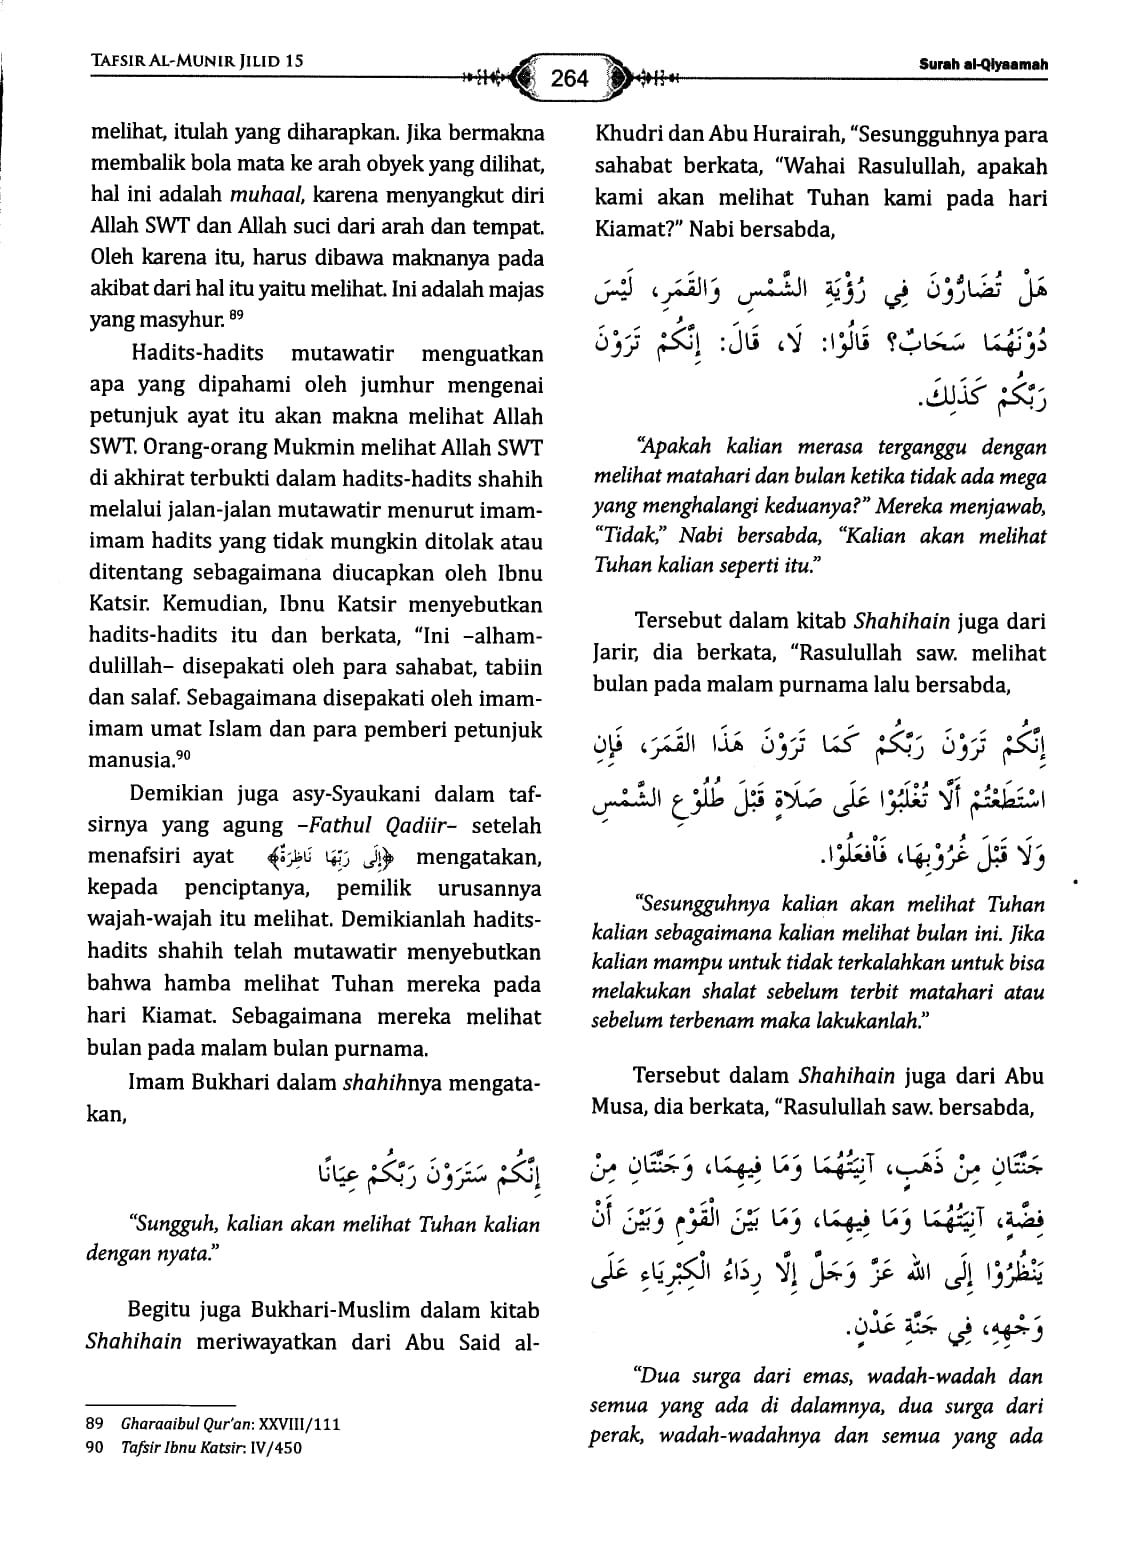 TAFSIR AL-MUNIR JILID 15
264
Surah al-Qiyaamah
melihat, itulah yang diharapkan. Jika bermakna
membalik bola mata ke arah obyek yang dilihat,
hal ini adalah muhaal, karena menyangkut diri
Allah SWT dan Allah suci dari arah dan tempat.
Oleh karena itu, harus dibawa maknanya pada
akibat dari hal itu yaitu melihat. Ini adalah majas
yang masyhur. 89
Hadits-hadits mutawatir menguatkan
apa yang dipahami oleh jumhur mengenai
petunjuk ayat itu akan makna melihat Allah
SWT. Orang-orang Mukmin melihat Allah SWT
di akhirat terbukti dalam hadits-hadits shahih
melalui jalan-jalan mutawatir menurut imam-
imam hadits yang tidak mungkin ditolak atau
ditentang sebagaimana diucapkan oleh Ibnu
Katsir. Kemudian, Ibnu Katsir menyebutkan
hadits-hadits itu dan berkata, “Ini –alham-
dulillah– disepakati oleh para sahabat, tabiin
dan salaf. Sebagaimana disepakati oleh imam-
imam umat Islam dan para pemberi petunjuk
manusia.90
Demikian juga asy-Syaukani dalam taf-
sirnya yang agung –Fathul Qadiir– setelah
menafsiri ayat ﴿إِلَى رَبِّهَا نَاظِرَةٌ﴾ mengatakan,
kepada penciptanya, pemilik urusannya
wajah-wajah itu melihat. Demikianlah hadits-
hadits shahih telah mutawatir menyebutkan
bahwa hamba melihat Tuhan mereka pada
hari Kiamat. Sebagaimana mereka melihat
bulan pada malam bulan purnama.
Imam Bukhari dalam shahihnya mengata-
kan,
إِنَّكُمْ سَتَرَوْنَ رَبَّكُمْ عِيَانًا
“Sungguh, kalian akan melihat Tuhan kalian
dengan nyata.”
Begitu juga Bukhari-Muslim dalam kitab
Shahihain meriwayatkan dari Abu Said al-
89 Gharaaibul Qur’an: XXVIII/111
90 Tafsir Ibnu Katsir: IV/450
Khudri dan Abu Hurairah, “Sesungguhnya para
sahabat berkata, “Wahai Rasulullah, apakah
kami akan melihat Tuhan kami pada hari
Kiamat?” Nabi bersabda,
هَلْ تُضَارُّوْنَ فِي رُؤْيَةِ الشَّمْسِ وَالقَمَرِ، لَيْسَ
دُوْنَهُمَا سَحَابٌ؟ قَالُوْا: لَا، قَالَ: إِنَّكُمْ تَرَوْنَ
رَبَّكُمْ كَذَلِكَ.
“Apakah kalian merasa terganggu dengan
melihat matahari dan bulan ketika tidak ada mega
yang menghalangi keduanya?” Mereka menjawab,
“Tidak,” Nabi bersabda, “Kalian akan melihat
Tuhan kalian seperti itu.”
Tersebut dalam kitab Shahihain juga dari
Jarir, dia berkata, “Rasulullah saw. melihat
bulan pada malam purnama lalu bersabda,
إِنَّكُمْ تَرَوْنَ رَبَّكُمْ كَمَا تَرَوْنَ هَذَا القَمَرَ، فَإِنِ
اسْتَطَعْتُمْ أَلَّا تُغْلَبُوْا عَلَى صَلَاةٍ قَبْلَ طُلُوْعِ الشَّمْسِ
وَلَا قَبْلَ غُرُوْبِهَا، فَافْعَلُوْا.
“Sesungguhnya kalian akan melihat Tuhan
kalian sebagaimana kalian melihat bulan ini. Jika
kalian mampu untuk tidak terkalahkan untuk bisa
melakukan shalat sebelum terbit matahari atau
sebelum terbenam maka lakukanlah.”
Tersebut dalam Shahihain juga dari Abu
Musa, dia berkata, “Rasulullah saw. bersabda,
جَنَّتَانِ مِنْ ذَهَبٍ، آنِيَتُهُمَا وَمَا فِيهِمَا، وَجَنَّتَانِ مِنْ
فِضَّةٍ، آنِيَتُهُمَا وَمَا فِيهِمَا، وَمَا بَيْنَ الْقَوْمِ وَبَيْنَ أَنْ
يَنْظُرُوْا إِلَى الله عَزَّ وَجَلَّ إِلَّا رِدَاءُ الْكِبْرِيَاءِ عَلَى
وَجْهِهِ، فِي جَنَّةِ عَدْنٍ.
“Dua surga dari emas, wadah-wadah dan
semua yang ada di dalamnya, dua surga dari
perak, wadah-wadahnya dan semua yang ada